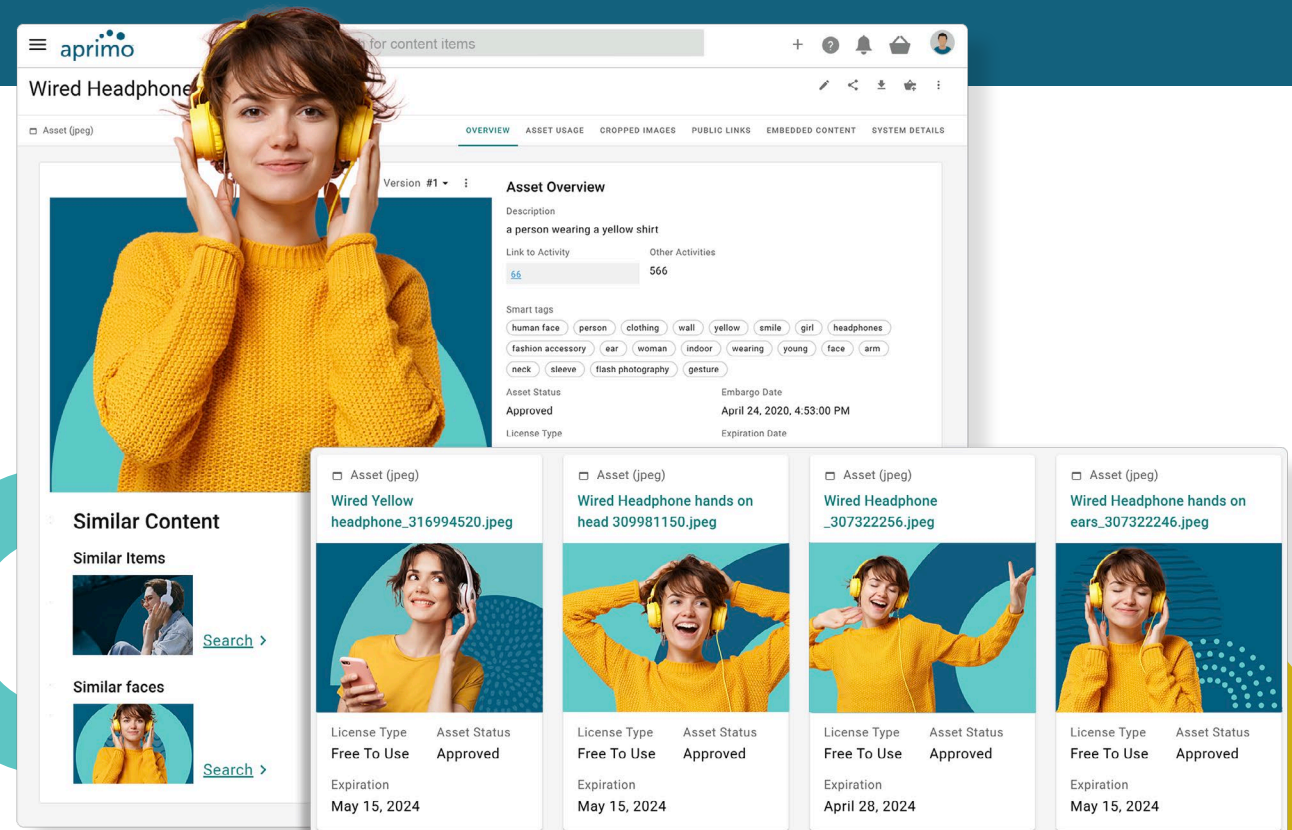 aprimo
for content items
?
Wired Headphone
Asset (jpeg)
OVERVIEW ASSET USAGE CROPPED IMAGES PUBLIC LINKS EMBEDDED CONTENT SYSTEM DETAILS
Version #1
Asset Overview
Description
a person wearing a yellow shirt
Link to Activity Other Activities
66 566
Smart tags
human face person clothing wall yellow smile girl headphones
fashion accessory ear woman indoor wearing young face arm
neck sleeve flash photography gesture
Asset Status Embargo Date
Approved April 24, 2020, 4:53:00 PM
License Type Expiration Date
Similar Content
Similar Items
Search
Similar faces
Search
Asset (jpeg)
Wired Yellow
headphone_316994520.jpeg
License Type Asset Status
Free To Use Approved
Expiration
May 15, 2024
Asset (jpeg)
Wired Headphone hands on
head 309981150.jpeg
License Type Asset Status
Free To Use Approved
Expiration
May 15, 2024
Asset (jpeg)
Wired Headphone
_307322256.jpeg
License Type Asset Status
Free To Use Approved
Expiration
April 28, 2024
Asset (jpeg)
Wired Headphone hands on
ears_307322246.jpeg
License Type Asset Status
Free To Use Approved
Expiration
May 15, 2024